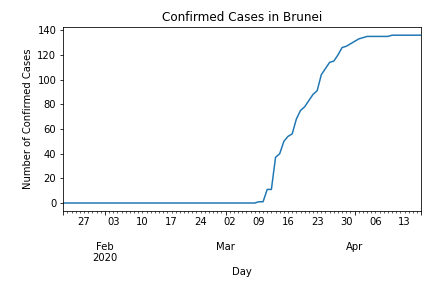 Confirmed Cases in Brunei
Number of Confirmed Cases
140
120
100
80
60
40
20
0
27 03 10 17 24 02 09 16 23 30 06 13
Feb Mar Apr
2020
Day